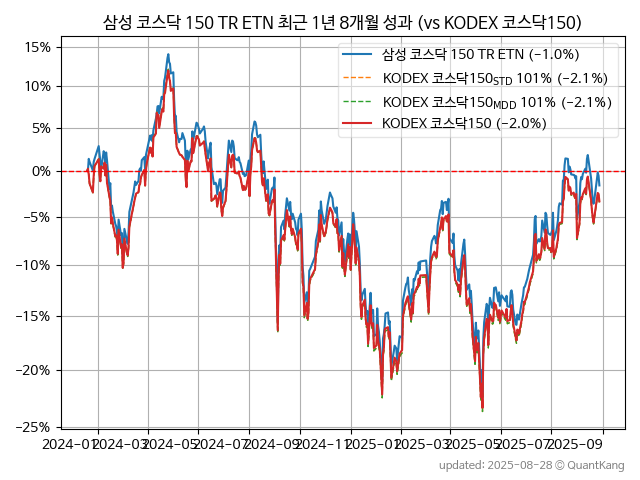 삼성 코스닥 150 TR ETN 최근 1년 8개월 성과 (vs KODEX 코스닥150)
삼성 코스닥 150 TR ETN (−1.0%)
KODEX 코스닥150STD 101% (−2.1%)
KODEX 코스닥150MDD 101% (−2.1%)
KODEX 코스닥150 (−2.0%)
15%
10%
5%
0%
−5%
−10%
−15%
−20%
−25%
2024-01 2024-03 2024-05 2024-07 2024-09 2024-11 2025-01 2025-03 2025-05 2025-07 2025-09
updated: 2025-08-28 © QuantKang